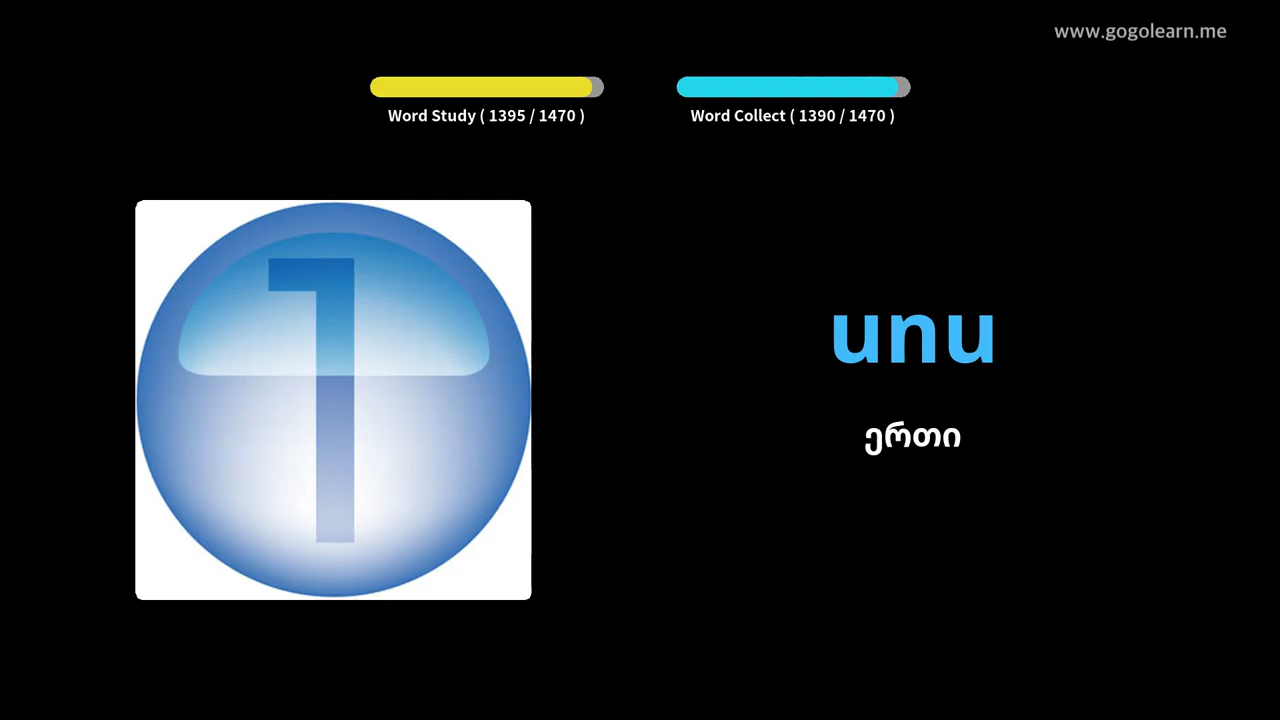 www.gogolearn.me
Word Study ( 1395 / 1470 )
Word Collect ( 1390 / 1470 )
1
unu
ერთი